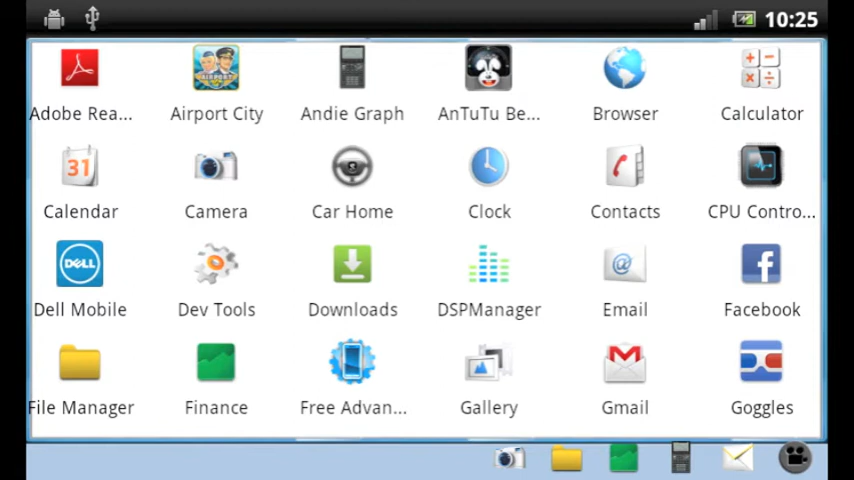 10:25
Adobe Rea... Airport City Andie Graph AnTuTu Be... Browser Calculator
31
Calendar Camera Car Home Clock Contacts CPU Contro...
DELL
Dell Mobile Dev Tools Downloads DSPManager Email Facebook
File Manager Finance Free Advan... Gallery Gmail Goggles